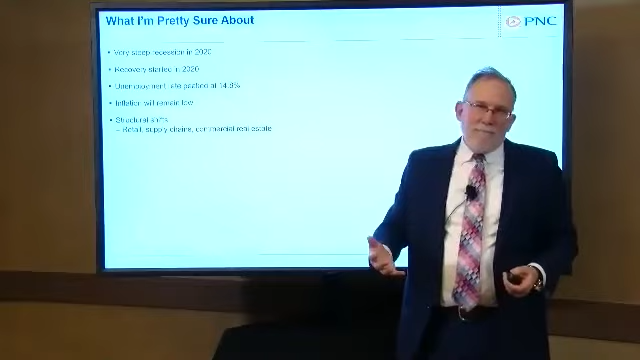 What I'm Pretty Sure About
PNC
Very steep recession in 2020
Recovery started in 2020
Unemployment rate peaked at 14.8%
Inflation will remain low
Structural shifts
– Retail, supply chains, commercial real estate